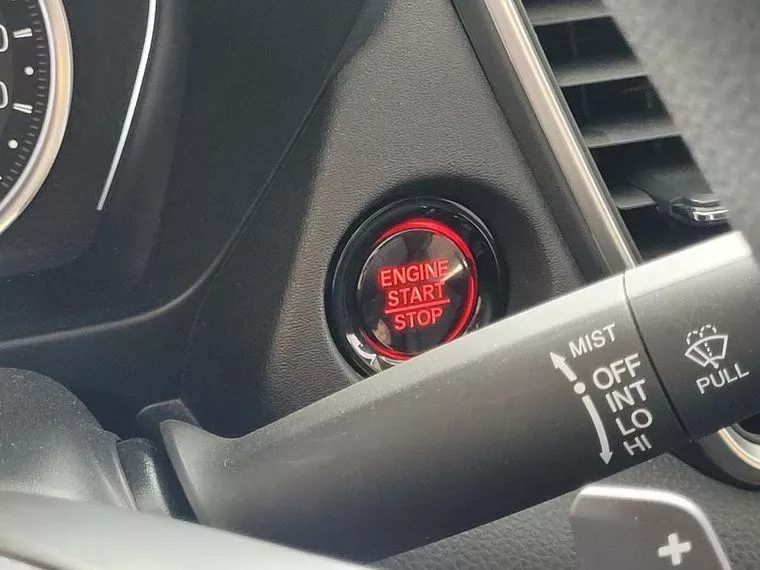 ENGINE
START
STOP
MIST
OFF
INT
LO
HI
PULL
+